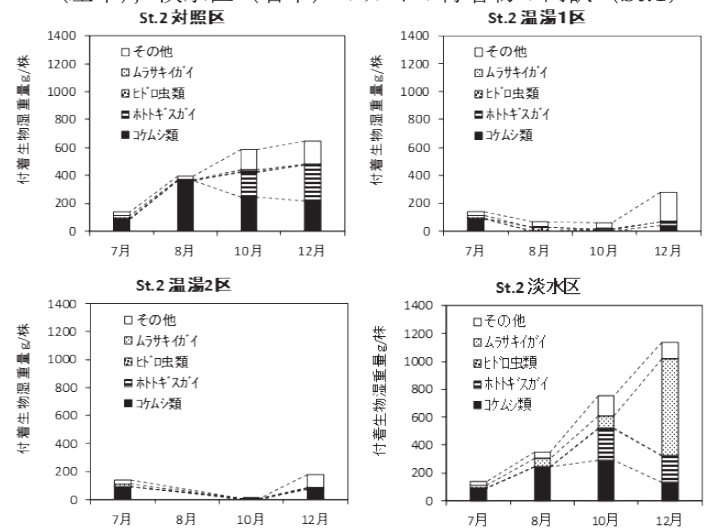 St.2 対照区
付着生物湿重量g/株
1400
1200
1000
800
600
400
200
0
その他
ムラサキイガイ
ヒドロ虫類
ホトトギスガイ
コケムシ類
7月 8月 10月 12月
St.2 温湯1区
付着生物湿重量g/株
1400
1200
1000
800
600
400
200
0
その他
ムラサキイガイ
ヒドロ虫類
ホトトギスガイ
コケムシ類
7月 8月 10月 12月
St.2 温湯2区
付着生物湿重量g/株
1400
1200
1000
800
600
400
200
0
その他
ムラサキイガイ
ヒドロ虫類
ホトトギスガイ
コケムシ類
7月 8月 10月 12月
St.2 淡水区
付着生物湿重量g/株
1400
1200
1000
800
600
400
200
0
その他
ムラサキイガイ
ヒドロ虫類
ホトトギスガイ
コケムシ類
7月 8月 10月 12月